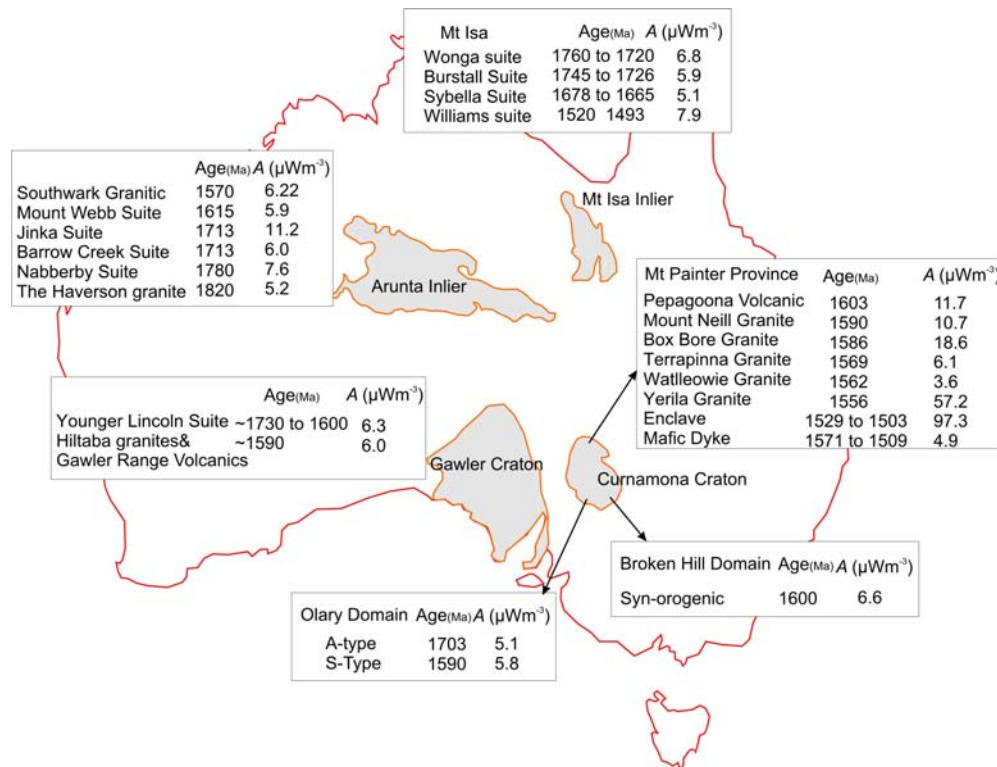 Mt Isa Age(Ma) A (µWm-3)
Wonga suite 1760 to 1720 6.8
Burstall Suite 1745 to 1726 5.9
Sybella Suite 1678 to 1665 5.1
Williams suite 1520 1493 7.9
Age(Ma) A (µWm-3)
Southwark Granitic 1570 6.22
Mount Webb Suite 1615 5.9
Jinka Suite 1713 11.2
Barrow Creek Suite 1713 6.0
Nabberby Suite 1780 7.6
The Haverson granite 1820 5.2
Mt Isa Inlier
Arunta Inlier
Mt Painter Province Age(Ma) A (µWm-3)
Pepagoona Volcanic 1603 11.7
Mount Neill Granite 1590 10.7
Box Bore Granite 1586 18.6
Terrapinna Granite 1569 6.1
Watlleowie Granite 1562 3.6
Yerila Granite 1556 57.2
Enclave 1529 to 1503 97.3
Mafic Dyke 1571 to 1509 4.9
Age(Ma) A (µWm-3)
Younger Lincoln Suite ~1730 to 1600 6.3
Hiltaba granites& ~1590 6.0
Gawler Range Volcanics
Gawler Craton
Curnamona Craton
Broken Hill Domain Age(Ma) A (µWm-3)
Syn-orogenic 1600 6.6
Olary Domain Age(Ma) A (µWm-3)
A-type 1703 5.1
S-Type 1590 5.8